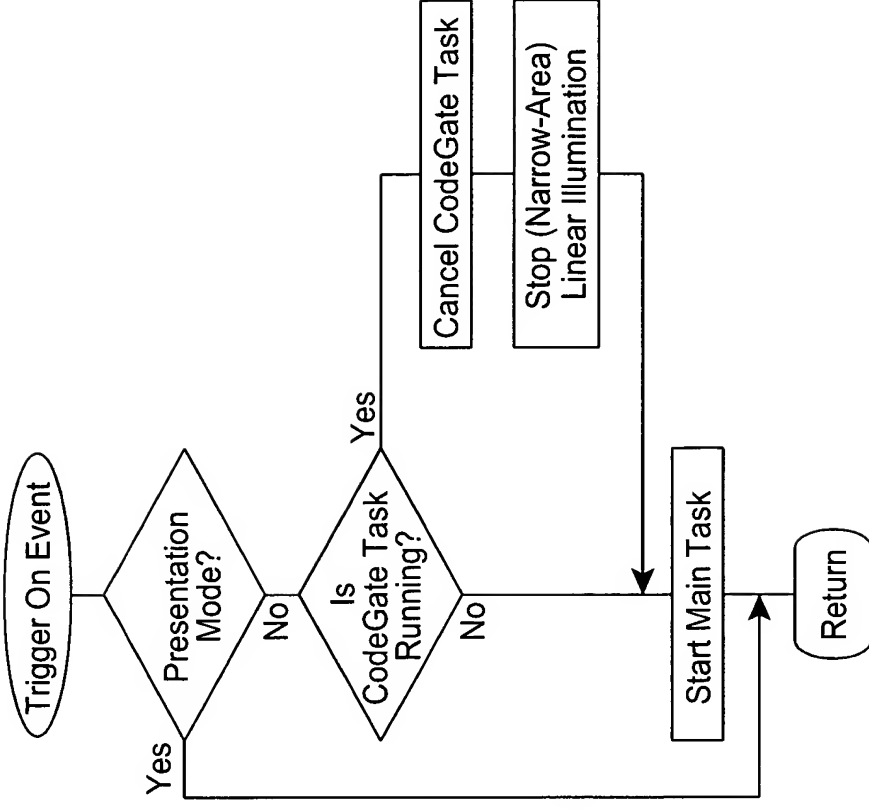 Trigger On Event
Presentation
Mode?
Yes
No
Is
CodeGate Task
Running?
Yes
No
Cancel CodeGate Task
Stop (Narrow-Area)
Linear Illumination
Start Main Task
Return